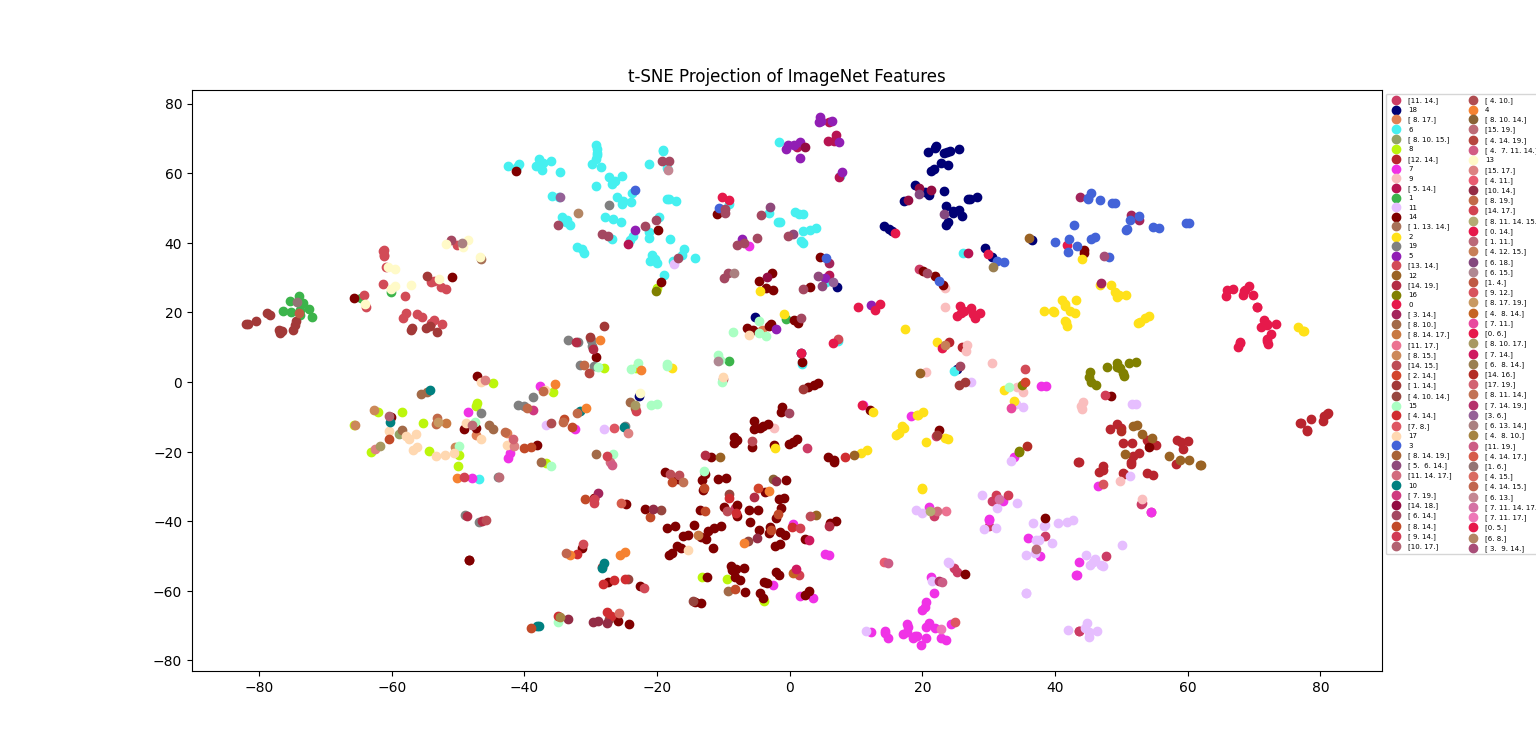 t-SNE Projection of ImageNet Features
80
60
40
20
0
−20
−40
−60
−80
−80
−60
−40
−20
0
20
40
60
80
[11. 14.]
18
[ 8. 17.]
6
[ 8. 10. 15.]
8
[12. 14.]
7
9
[ 5. 14.]
1
11
14
[ 1. 13. 14.]
2
19
5
[13. 14.]
12
[14. 19.]
16
0
[ 3. 14.]
[ 8. 10.]
[ 8. 14. 17.]
[11. 17.]
[ 8. 15.]
[14. 15.]
[ 2. 14.]
[ 1. 14.]
[ 4. 10. 14.]
15
[ 4. 14.]
[7. 8.]
17
3
[ 8. 14. 19.]
[ 5.  6. 14.]
[11. 14. 17.]
10
[ 7. 19.]
[14. 18.]
[ 6. 14.]
[ 8. 14.]
[ 9. 14.]
[10. 17.]
[ 4. 10.]
4
[ 8. 10. 14.]
[15. 19.]
[ 4. 14. 19.]
[ 4.  7. 11. 14.]
13
[15. 17.]
[ 4. 11.]
[10. 14.]
[ 8. 19.]
[14. 17.]
[ 8. 11. 14. 15.
[ 0. 14.]
[ 1. 11.]
[ 4. 12. 15.]
[ 6. 18.]
[ 6. 15.]
[1. 4.]
[ 9. 12.]
[ 8. 17. 19.]
[ 4.  8. 14.]
[ 7. 11.]
[0. 6.]
[ 8. 10. 17.]
[ 7. 14.]
[ 6.  8. 14.]
[14. 16.]
[17. 19.]
[ 8. 11. 14.]
[ 7. 14. 19.]
[3. 6.]
[ 6. 13. 14.]
[ 4.  8. 10.]
[11. 19.]
[ 4. 14. 17.]
[1. 6.]
[ 4. 15.]
[ 4. 14. 15.]
[ 6. 13.]
[ 7. 11. 14. 17.
[ 7. 11. 17.]
[0. 5.]
[6. 8.]
[ 3.  9. 14.]